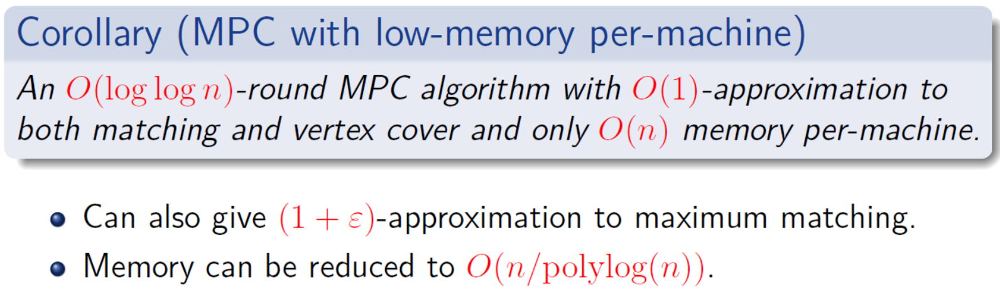 Corollary (MPC with low-memory per-machine)
An O(log log n)-round MPC algorithm with O(1)-approximation to
both matching and vertex cover and only O(n) memory per-machine.
• Can also give (1 + ε)-approximation to maximum matching.
• Memory can be reduced to O(n/polylog(n)).